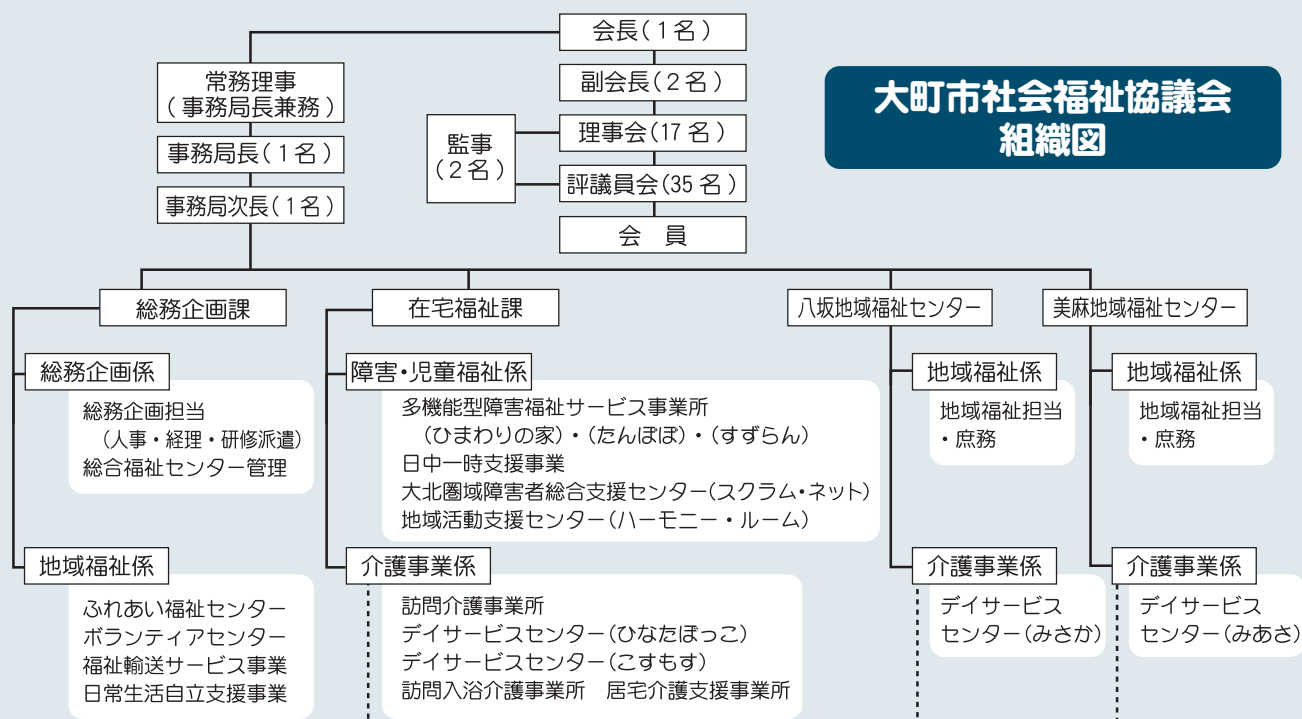 大町市社会福祉協議会
組織図
会長(1名)
副会長(2名)
理事会(17名)
評議員会(35名)
会 員
監事
(2名)
常務理事
(事務局長兼務)
事務局長(1名)
事務局次長(1名)
総務企画課
総務企画係
総務企画担当
(人事・経理・研修派遣)
総合福祉センター管理
地域福祉係
ふれあい福祉センター
ボランティアセンター
福祉輸送サービス事業
日常生活自立支援事業
在宅福祉課
障害・児童福祉係
多機能型障害福祉サービス事業所
(ひまわりの家)・(たんぽぽ)・(すずらん)
日中一時支援事業
大北圏域障害者総合支援センター(スクラム・ネット)
地域活動支援センター(ハーモニー・ルーム)
介護事業係
訪問介護事業所
デイサービスセンター(ひなたぼっこ)
デイサービスセンター(こすもす)
訪問入浴介護事業所 居宅介護支援事業所
八坂地域福祉センター
地域福祉係
地域福祉担当
・庶務
介護事業係
デイサービス
センター(みさか)
美麻地域福祉センター
地域福祉係
地域福祉担当
・庶務
介護事業係
デイサービス
センター(みあさ)